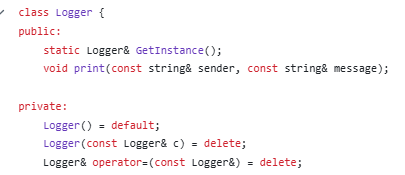 class Logger {
public:
    static Logger& GetInstance();
    void print(const string& sender, const string& message);

private:
    Logger() = default;
    Logger(const Logger& c) = delete;
    Logger& operator=(const Logger&) = delete;